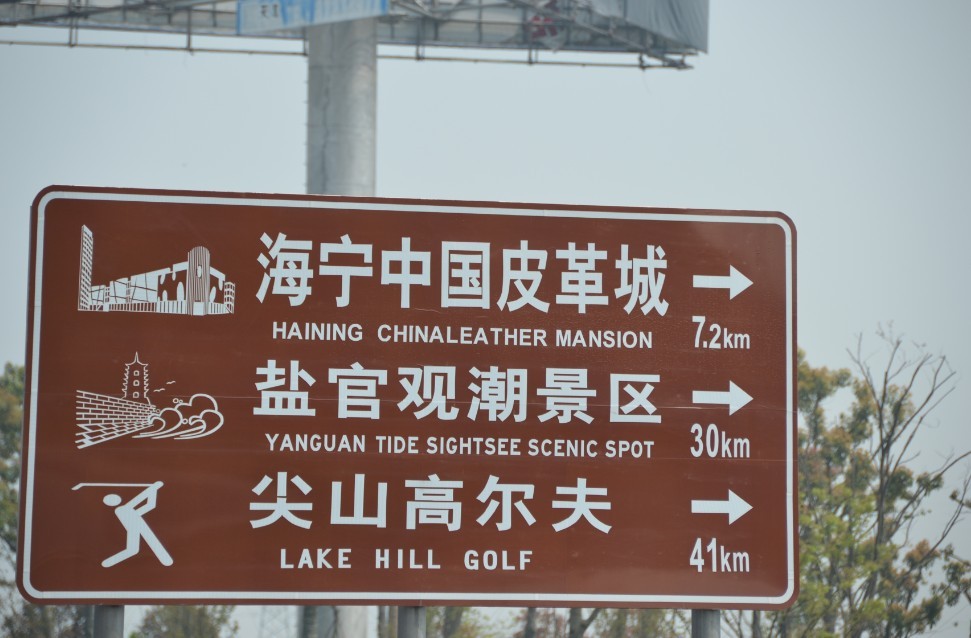 海宁中国皮革城
HAINING CHINALEATHER MANSION
7.2km
盐官观潮景区
YANGUAN TIDE SIGHTSEE SCENIC SPOT
30km
尖山高尔夫
LAKE HILL GOLF
41km